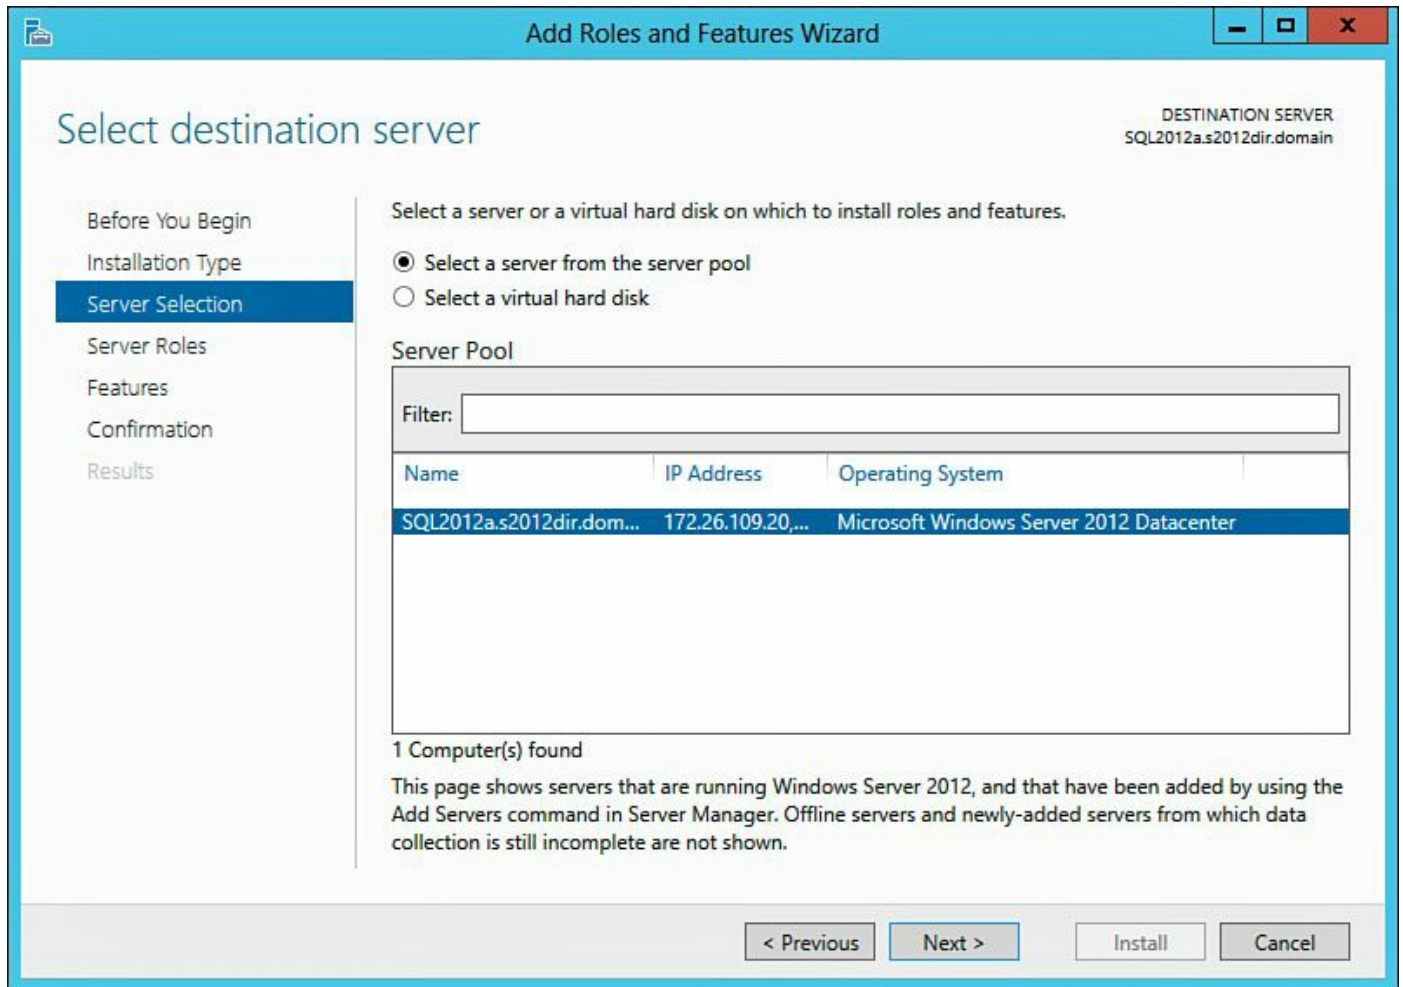 Add Roles and Features Wizard
Select destination server
DESTINATION SERVER
SQL2012a.s2012dir.domain
Before You Begin
Installation Type
Server Selection
Server Roles
Features
Confirmation
Results
Select a server or a virtual hard disk on which to install roles and features.
Select a server from the server pool
Select a virtual hard disk
Server Pool
Filter:
Name IP Address Operating System
SQL2012a.s2012dir.dom... 172.26.109.20,... Microsoft Windows Server 2012 Datacenter
1 Computer(s) found
This page shows servers that are running Windows Server 2012, and that have been added by using the
Add Servers command in Server Manager. Offline servers and newly-added servers from which data
collection is still incomplete are not shown.
< Previous Next > Install Cancel